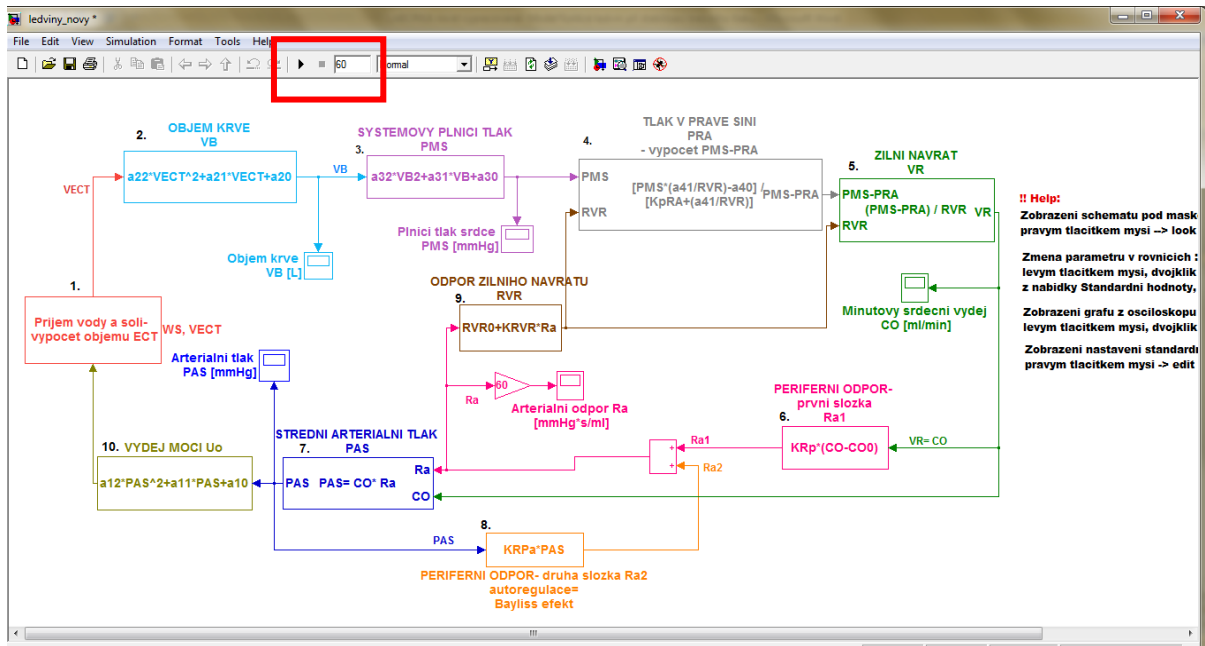 ledviny_novy *
File Edit View Simulation Format Tools Help
60
Normal
2.
OBJEM KRVE
VB
a22*VECT^2+a21*VECT+a20
VECT
VB
Objem krve
VB [L]
3.
SYSTEMOVY PLNICI TLAK
PMS
a32*VB2+a31*VB+a30
Plnici tlak srdce
PMS [mmHg]
4.
TLAK V PRAVE SINI
PRA
- vypocet PMS-PRA
PMS
RVR
[PMS*(a41/RVR)-a40] /
[KpRA+(a41/RVR)]
PMS-PRA
5.
ZILNI NAVRAT
VR
PMS-PRA
(PMS-PRA) / RVR
VR
RVR
!! Help:
Zobrazeni schematu pod mask
pravym tlacitkem mysi --> look
Zmena parametru v rovnicich
levym tlacitkem mysi, dvojklik
z nabidky Standardni hodnoty,
Zobrazeni grafu z osciloskopu
levym tlacitkem mysi, dvojklik
Zobrazeni nastaveni standardn
pravym tlacitkem mysi -> edit
1.
Prijem vody a soli-
vypocet objemu ECT
WS, VECT
ODPOR ZILNIHO NAVRATU
RVR
9.
RVR0+KRVR*Ra
Minutovy srdecni vydej
CO [ml/min]
Arterialni tlak
PAS [mmHg]
Ra
60
Arterialni odpor Ra
[mmHg*s/ml]
PERIFERNI ODPOR-
prvni slozka
Ra1
6.
KRp*(CO-CO0)
VR= CO
Ra1
+
+
Ra2
10. VYDEJ MOCI Uo
a12*PAS^2+a11*PAS+a10
STREDNI ARTERIALNI TLAK
7.
PAS
Ra
PAS PAS= CO* Ra
CO
PAS
8.
KRPa*PAS
PERIFERNI ODPOR- druha slozka Ra2
autoregulace=
Bayliss efekt